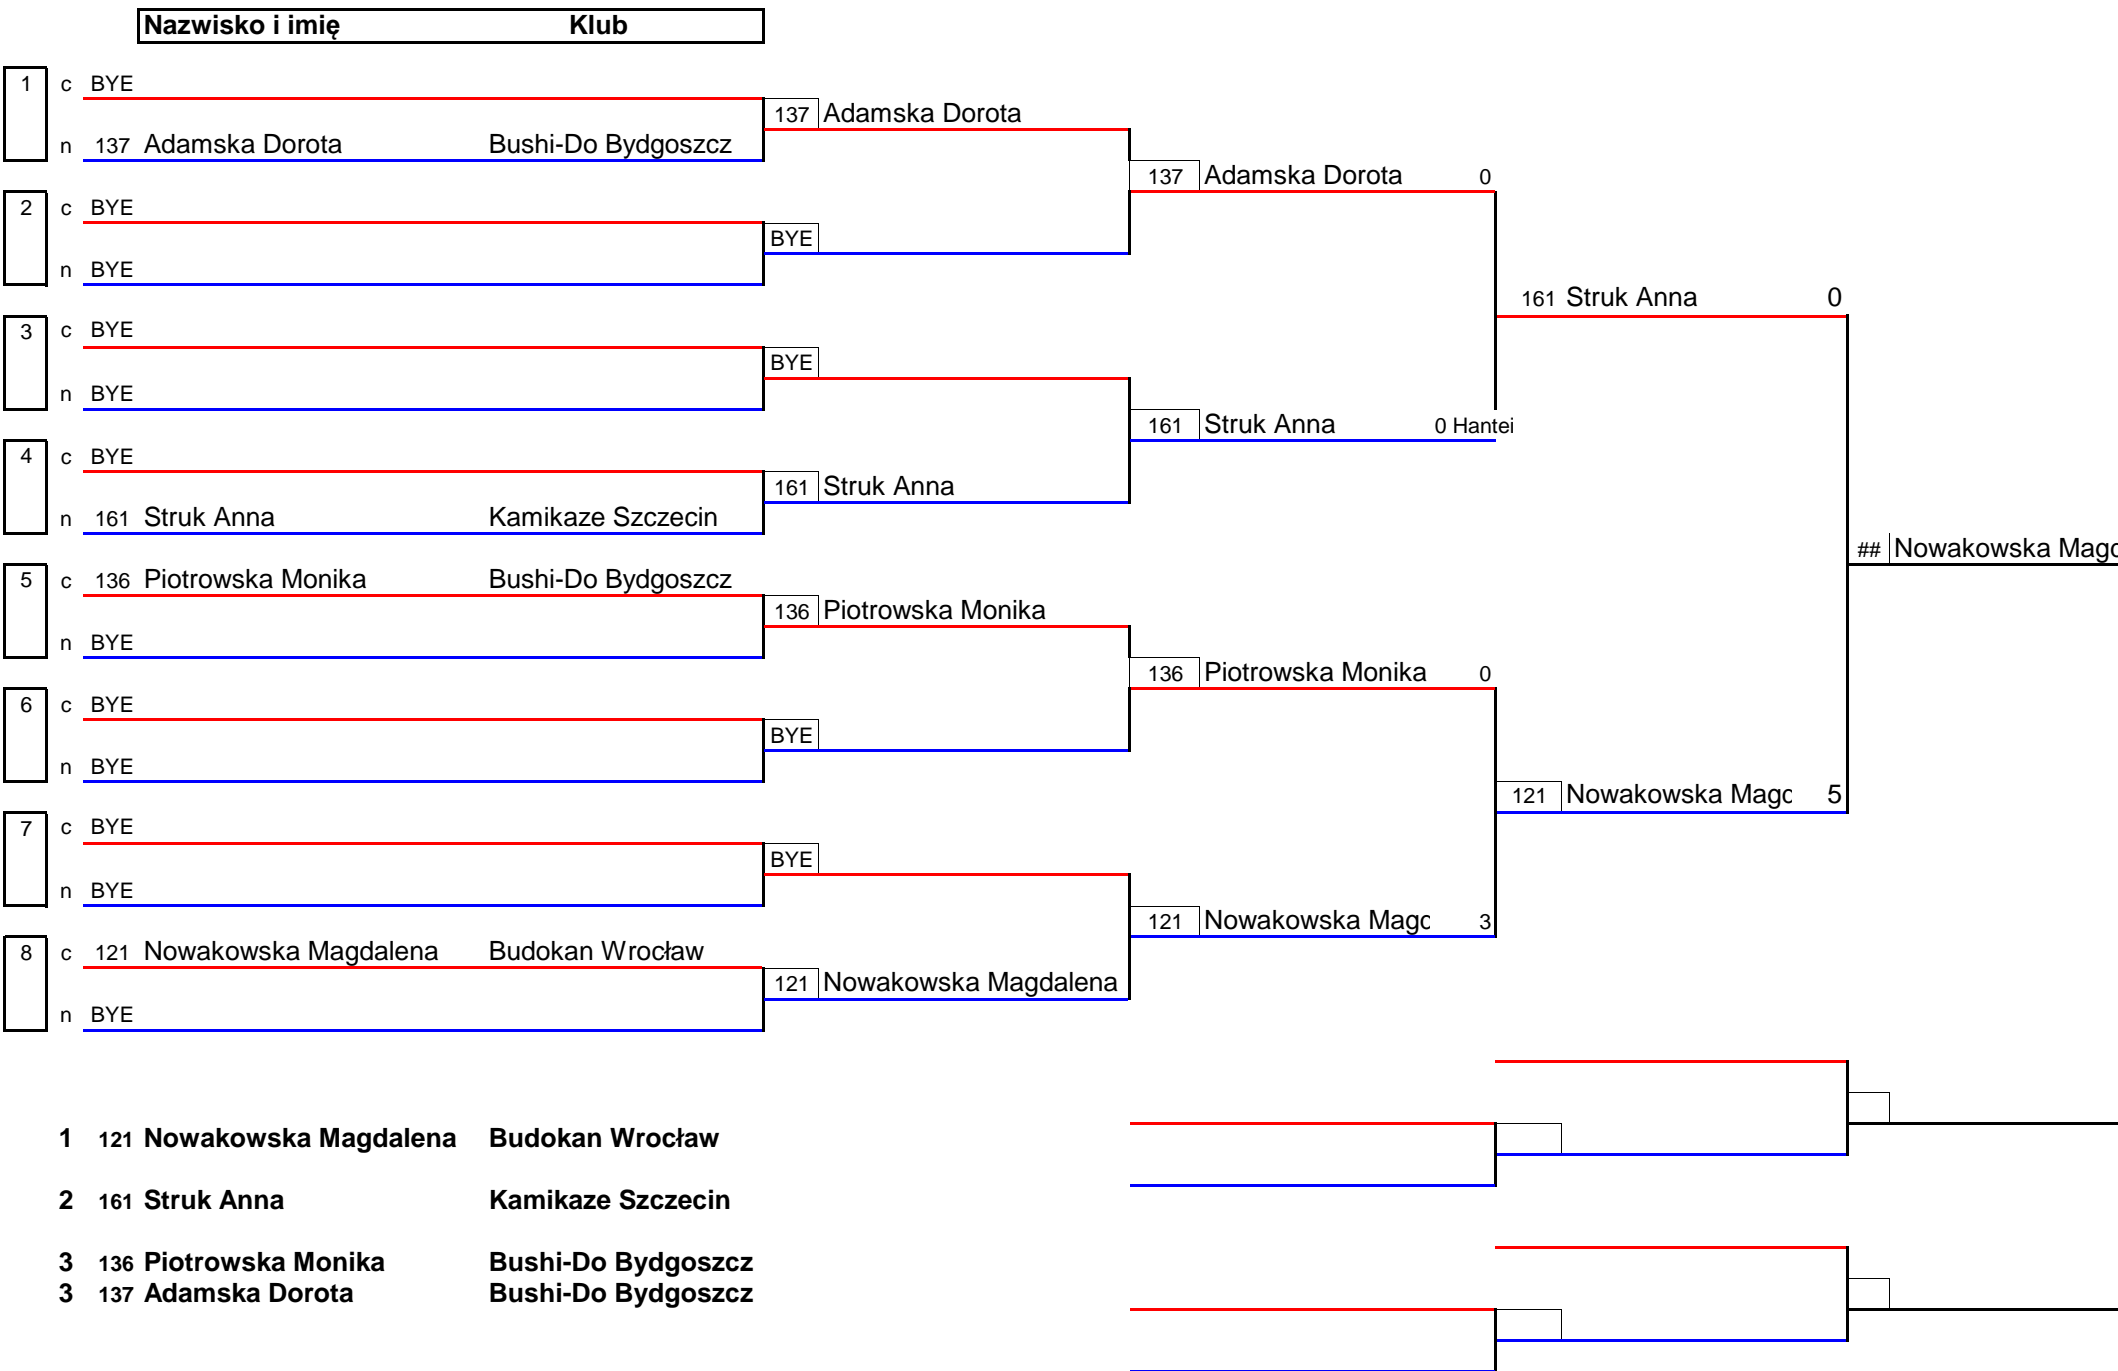 Nazwisko i imię Klub
1 c BYE
137 Adamska Dorota
n 137 Adamska Dorota Bushi-Do Bydgoszcz
137 Adamska Dorota 0
2 c BYE
BYE
n BYE
161 Struk Anna 0
3 c BYE
BYE
n BYE
161 Struk Anna 0 Hantei
4 c BYE
161 Struk Anna
n 161 Struk Anna Kamikaze Szczecin
## Nowakowska Magd
5 c 136 Piotrowska Monika Bushi-Do Bydgoszcz
136 Piotrowska Monika
n BYE
136 Piotrowska Monika 0
6 c BYE
BYE
n BYE
121 Nowakowska Magd 5
7 c BYE
BYE
n BYE
121 Nowakowska Magd 3
8 c 121 Nowakowska Magdalena Budokan Wrocław
121 Nowakowska Magdalena
n BYE
1 121 Nowakowska Magdalena Budokan Wrocław
2 161 Struk Anna Kamikaze Szczecin
3 136 Piotrowska Monika Bushi-Do Bydgoszcz
3 137 Adamska Dorota Bushi-Do Bydgoszcz